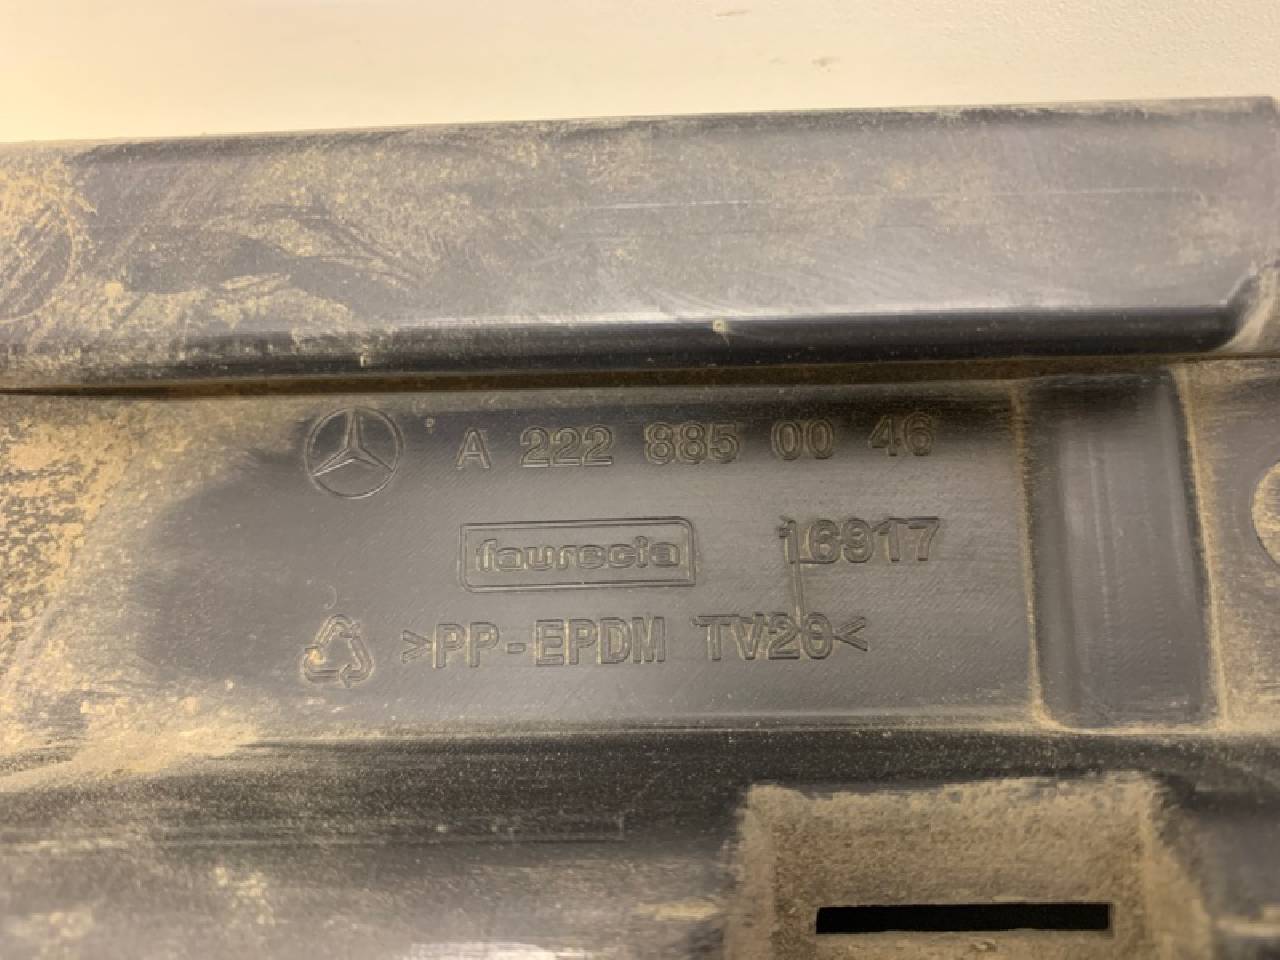 A 222 885 00 46
faurecia 16917
>PP-EPDM TV20<